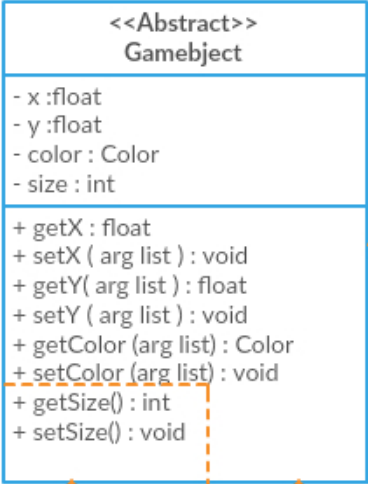 <<Abstract>>
Gamebject
- x :float
- y :float
- color : Color
- size : int
+ getX : float
+ setX ( arg list ) : void
+ getY( arg list ) : float
+ setY ( arg list ) : void
+ getColor (arg list) : Color
+ setColor (arg list) : void
+ getSize() : int
+ setSize() : void